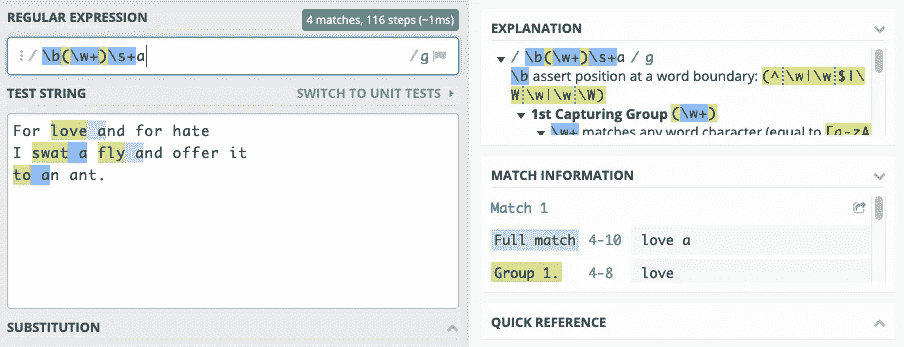 REGULAR EXPRESSION
4 matches, 116 steps (~1ms)
/ \b(\w+)\s+a
/ g
TEST STRING
SWITCH TO UNIT TESTS
For love and for hate
I swat a fly and offer it
to an ant.
SUBSTITUTION
EXPLANATION
/ \b(\w+)\s+a / g
\b assert position at a word boundary: (^\w|\w$|\
W\w|\w\W)
1st Capturing Group (\w+)
\w+ matches any word character (equal to [a-zA
MATCH INFORMATION
Match 1
Full match 4-10 love a
Group 1. 4-8 love
QUICK REFERENCE